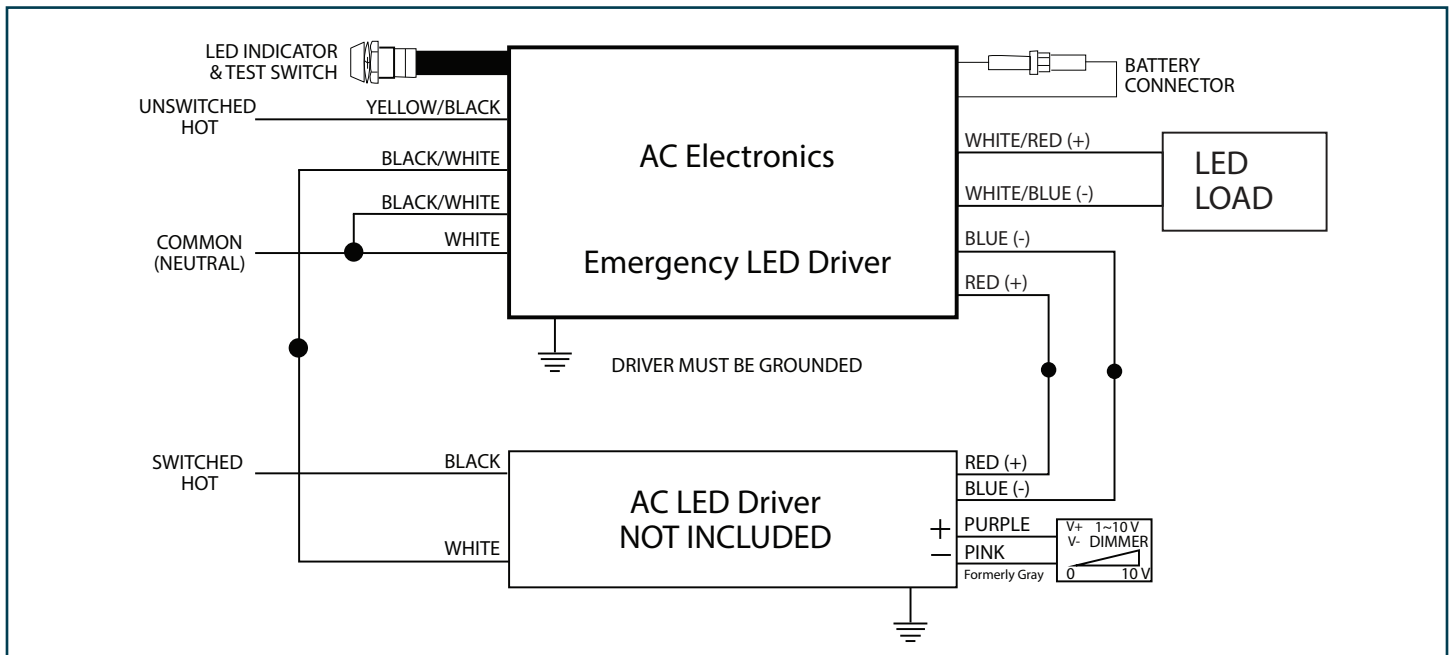 LED INDICATOR
& TEST SWITCH
BATTERY
CONNECTOR
UNSWITCHED
HOT
YELLOW/BLACK
BLACK/WHITE
BLACK/WHITE
COMMON
(NEUTRAL)
WHITE
AC Electronics
Emergency LED Driver
WHITE/RED (+)
WHITE/BLUE (-)
LED
LOAD
BLUE (-)
RED (+)
DRIVER MUST BE GROUNDED
SWITCHED
HOT
BLACK
WHITE
AC LED Driver
NOT INCLUDED
RED (+)
BLUE (-)
+ PURPLE
− PINK
Formerly Gray
V+ 1~10 V
V- DIMMER
0 10 V